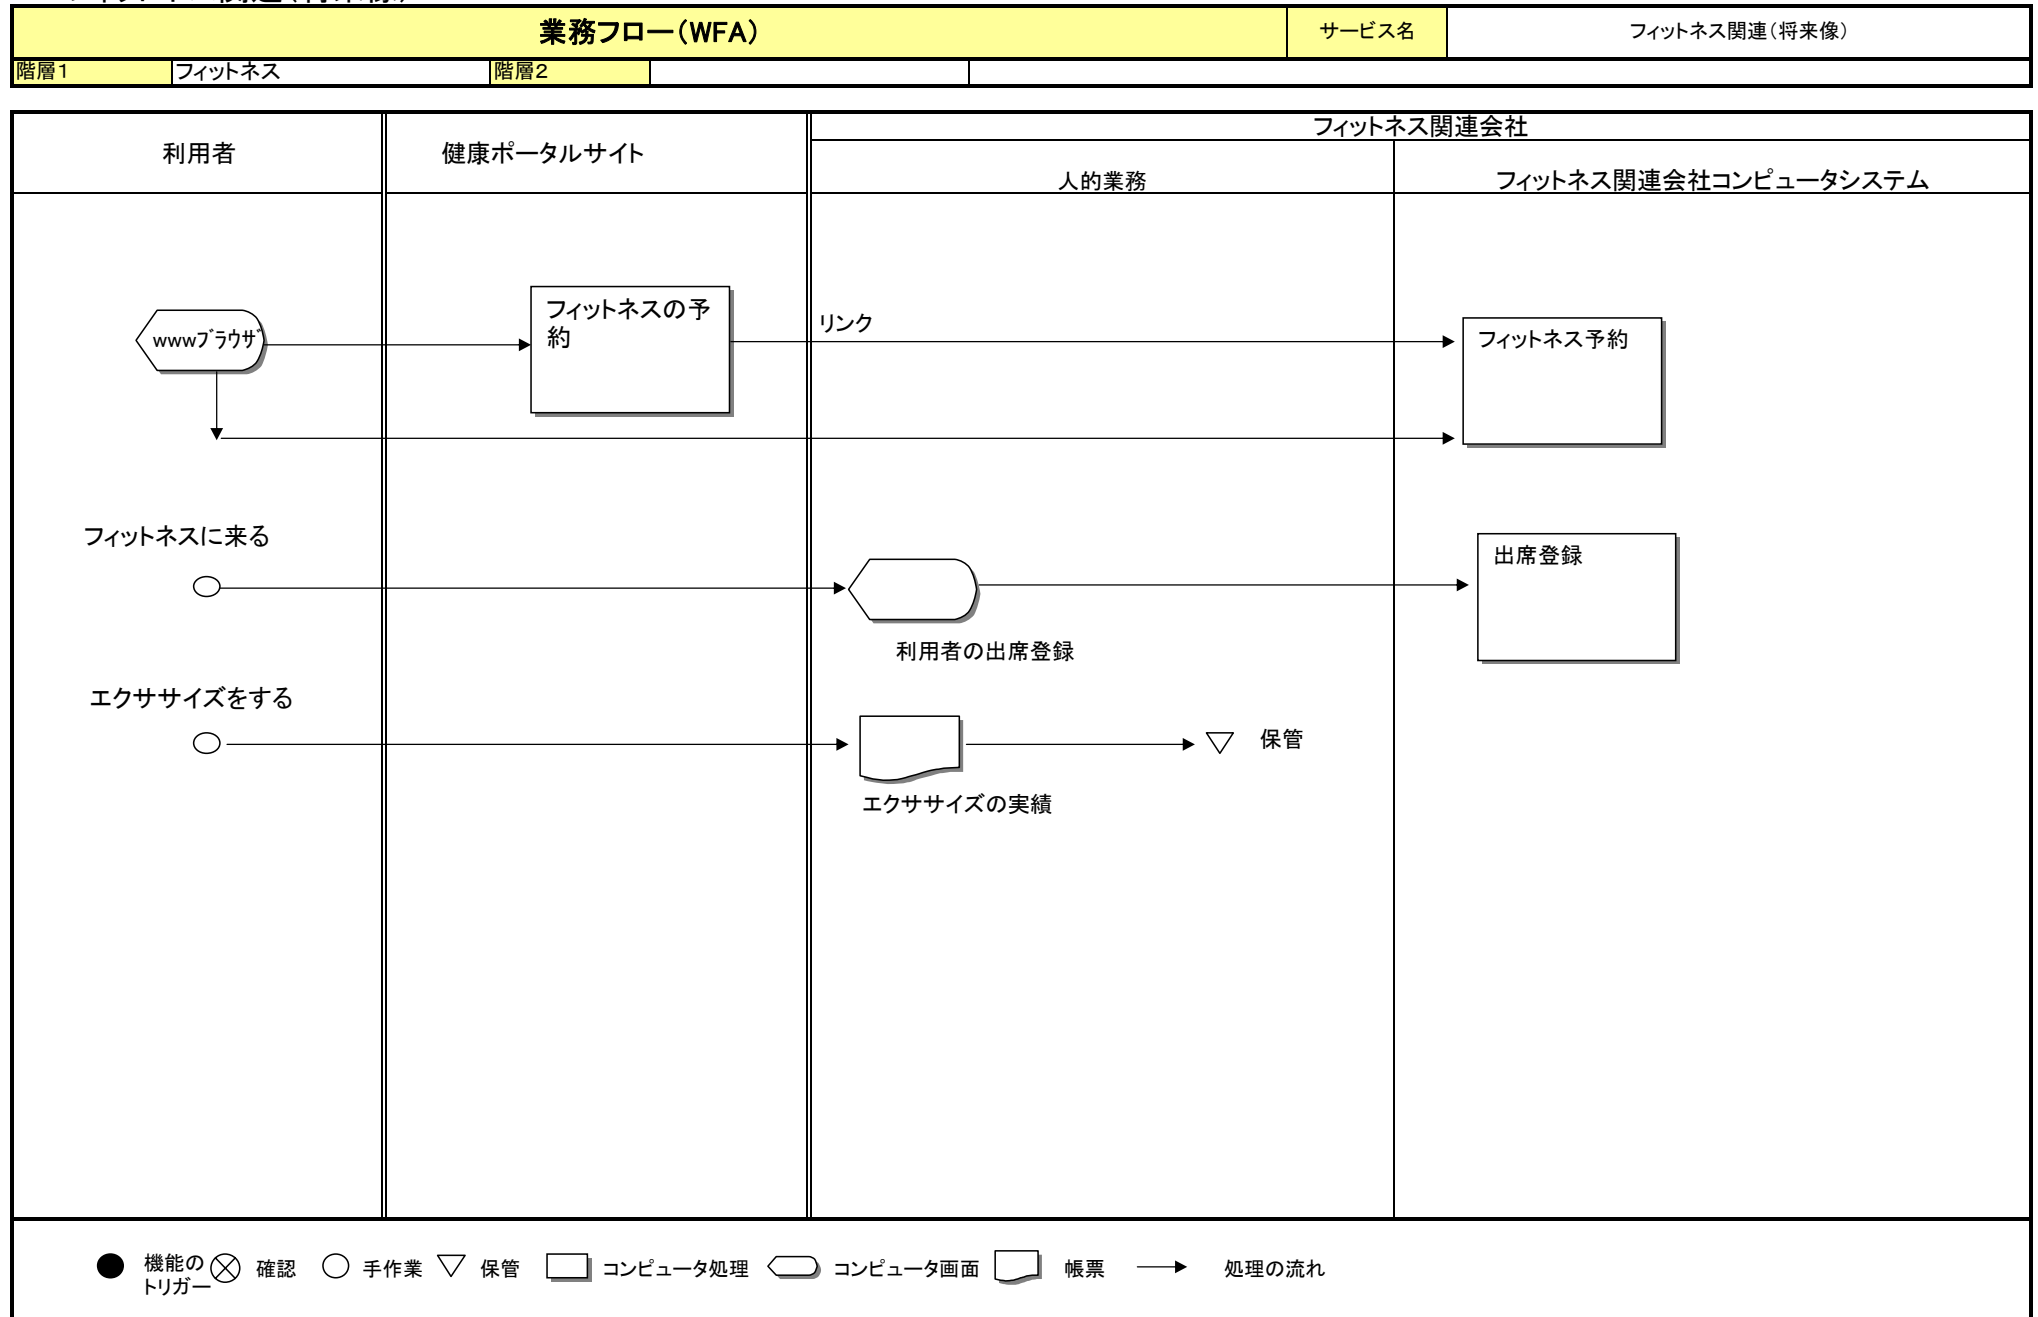 業務フロー（WFA）
サービス名
フィットネス関連（将来像）
階層１
フィットネス
階層２
利用者
健康ポータルサイト
フィットネス関連会社
人的業務
フィットネス関連会社コンピュータシステム
wwwﾌﾞﾗｳｻﾞ
フィットネスの予
約
リンク
フィットネス予約
フィットネスに来る
出席登録
利用者の出席登録
エクササイズをする
保管
エクササイズの実績
機能の
トリガー
確認
手作業
保管
コンピュータ処理
コンピュータ画面
帳票
処理の流れ